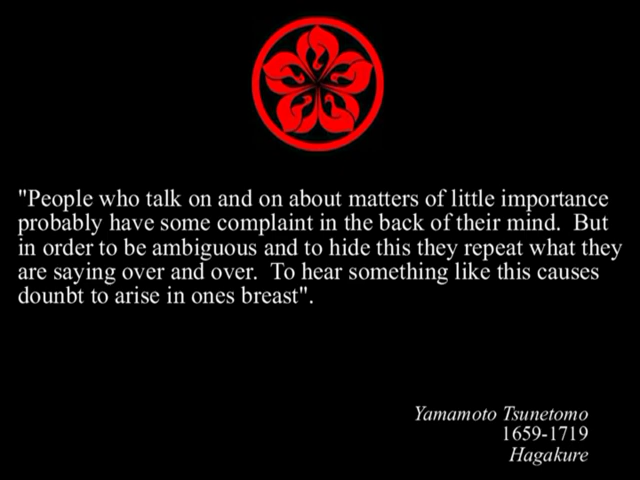 "People who talk on and on about matters of little importance
probably have some complaint in the back of their mind.  But
in order to be ambiguous and to hide this they repeat what they
are saying over and over.  To hear something like this causes
dounbt to arise in ones breast".
Yamamoto Tsunetomo
1659-1719
Hagakure